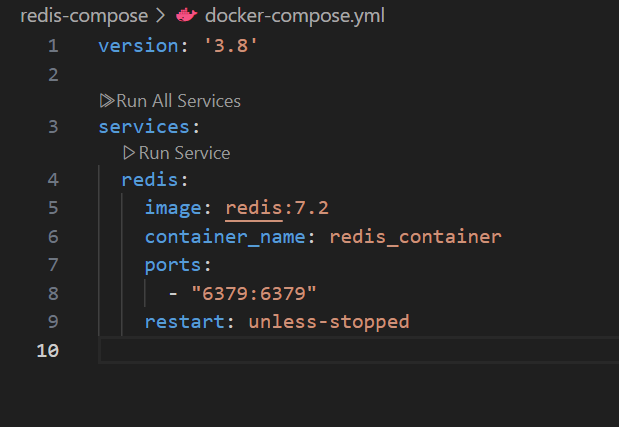 redis-compose > docker-compose.yml
1 version: '3.8'
2
Run All Services
3 services:
Run Service
4 redis:
5 image: redis:7.2
6 container_name: redis_container
7 ports:
8 - "6379:6379"
9 restart: unless-stopped
10